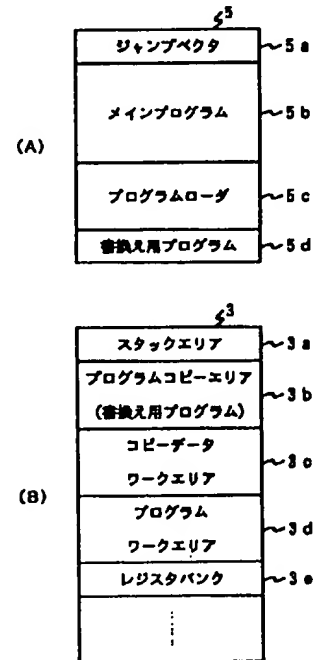 5
ジャンプベクタ 5a
メインプログラム 5b
(A)
プログラムローダ 5c
書換え用プログラム 5d
3
スタックエリア 3a
プログラムコピーエリア 3b
(書換え用プログラム)
コピーデータ 3c
ワークエリア
(B)
プログラム 3d
ワークエリア
レジスタバンク 3e